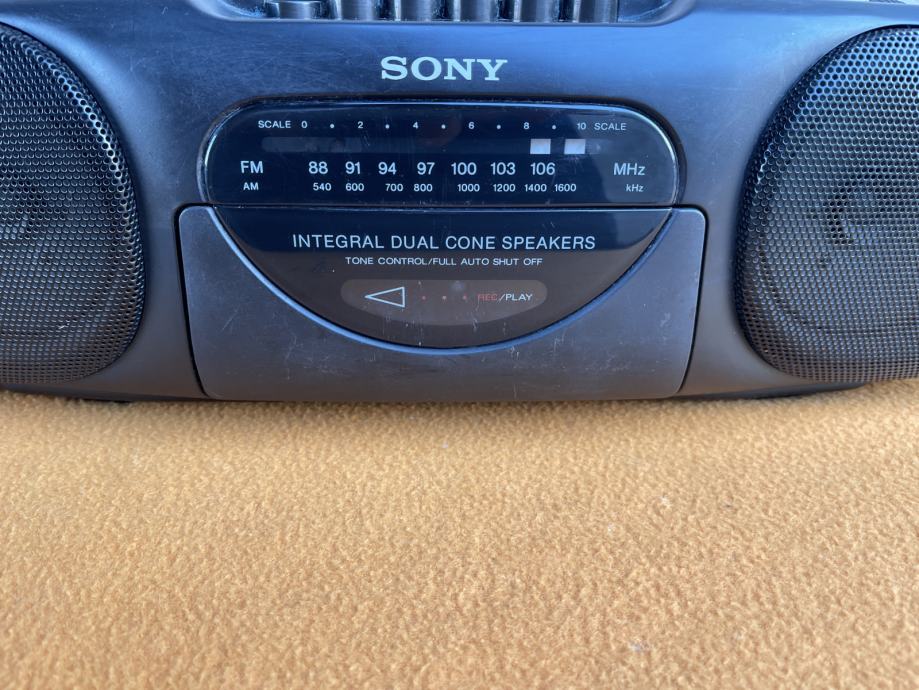 SONY
SCALE 0 • 2 • 4 • 6 • 8 • 10 SCALE
FM 88 91 94 97 100 103 106 MHz
AM 540 600 700 800 1000 1200 1400 1600 kHz
INTEGRAL DUAL CONE SPEAKERS
TONE CONTROL/FULL AUTO SHUT OFF
REC/PLAY